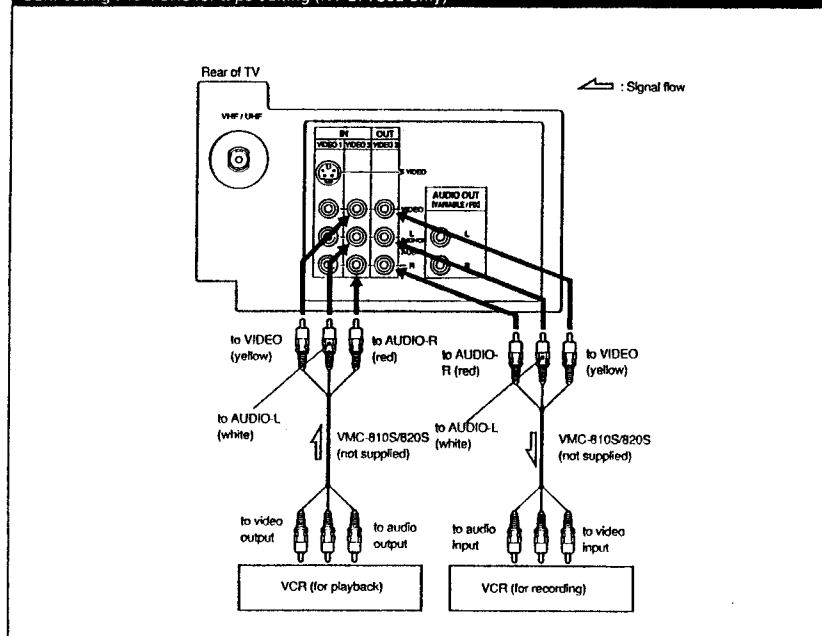 Rear of TV
: Signal flow
VHF / UHF
IN
OUT
VIDEO 1
VIDEO
VIDEO
S VIDEO
AUDIO OUT
(VARIABLE / FIX)
VIDEO
L
L
R
R
to VIDEO
(yellow)
to AUDIO-R
(red)
to AUDIO-
R (red)
to VIDEO
(yellow)
to AUDIO-L
(white)
to AUDIO-L
(white)
VMC-810S/820S
(not supplied)
VMC-810S/820S
(not supplied)
to video
output
to audio
output
to audio
input
to video
input
VCR (for playback)
VCR (for recording)